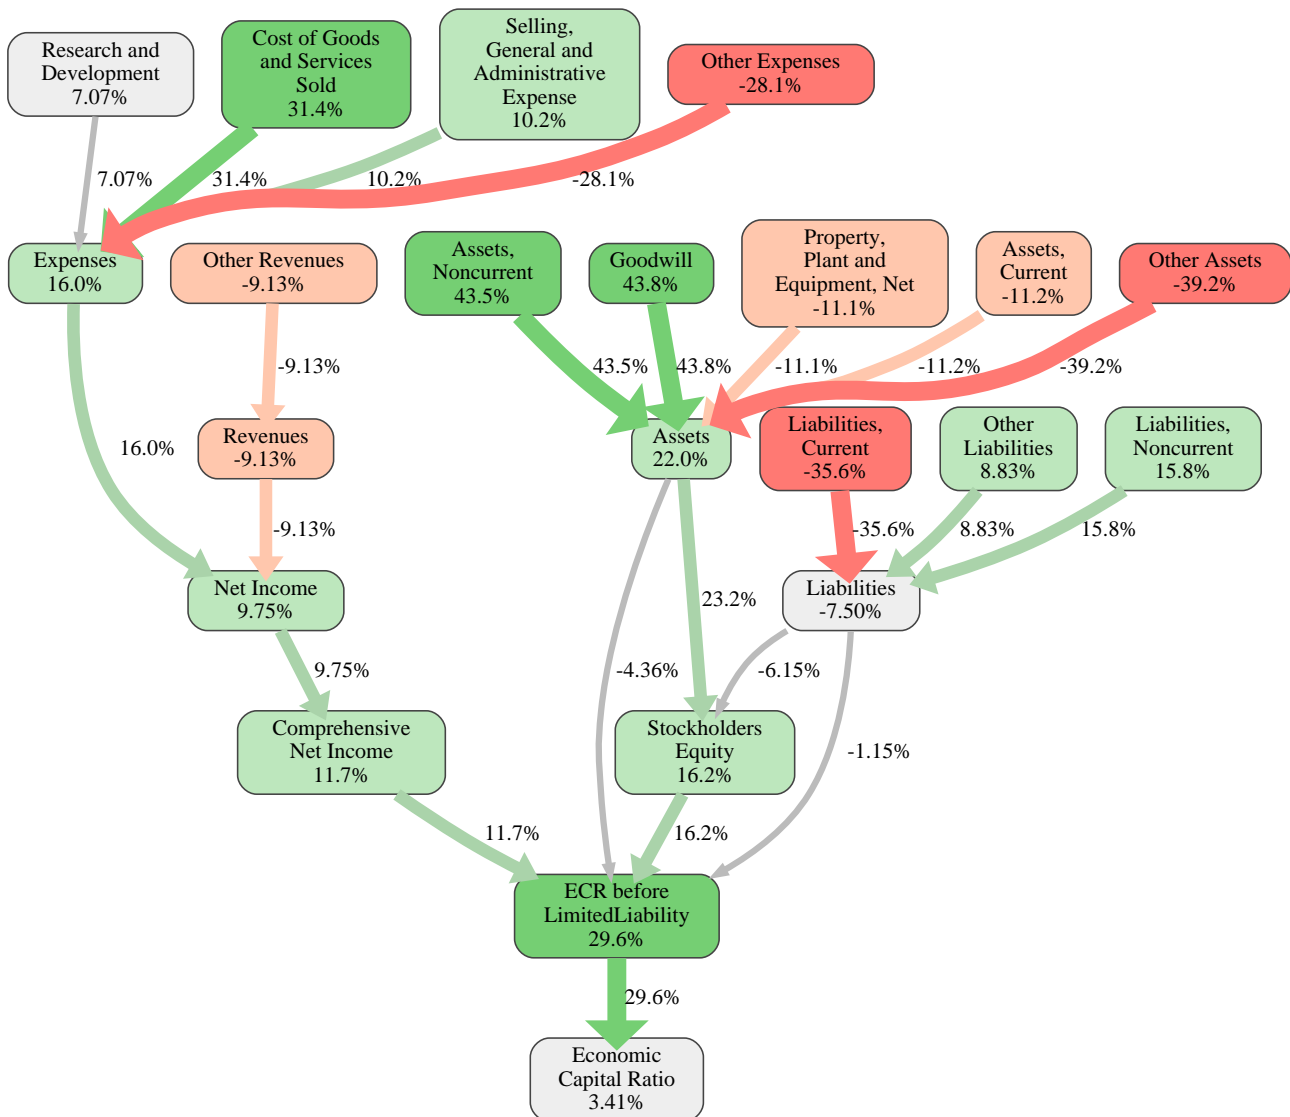 Research and
Development
7.07%
Cost of Goods
and Services
Sold
31.4%
Selling,
General and
Administrative
Expense
10.2%
Other Expenses
-28.1%
7.07%
31.4%
10.2%
-28.1%
Expenses
16.0%
Other Revenues
-9.13%
Assets,
Noncurrent
43.5%
Goodwill
43.8%
Property,
Plant and
Equipment, Net
-11.1%
Assets,
Current
-11.2%
Other Assets
-39.2%
-9.13%
43.5%
43.8%
-11.1%
-11.2%
-39.2%
16.0%
Revenues
-9.13%
Assets
22.0%
Liabilities,
Current
-35.6%
Other
Liabilities
8.83%
Liabilities,
Noncurrent
15.8%
-9.13%
-35.6%
8.83%
15.8%
Net Income
9.75%
23.2%
Liabilities
-7.50%
9.75%
-4.36%
-6.15%
-1.15%
Comprehensive
Net Income
11.7%
Stockholders
Equity
16.2%
11.7%
16.2%
ECR before
LimitedLiability
29.6%
29.6%
Economic
Capital Ratio
3.41%